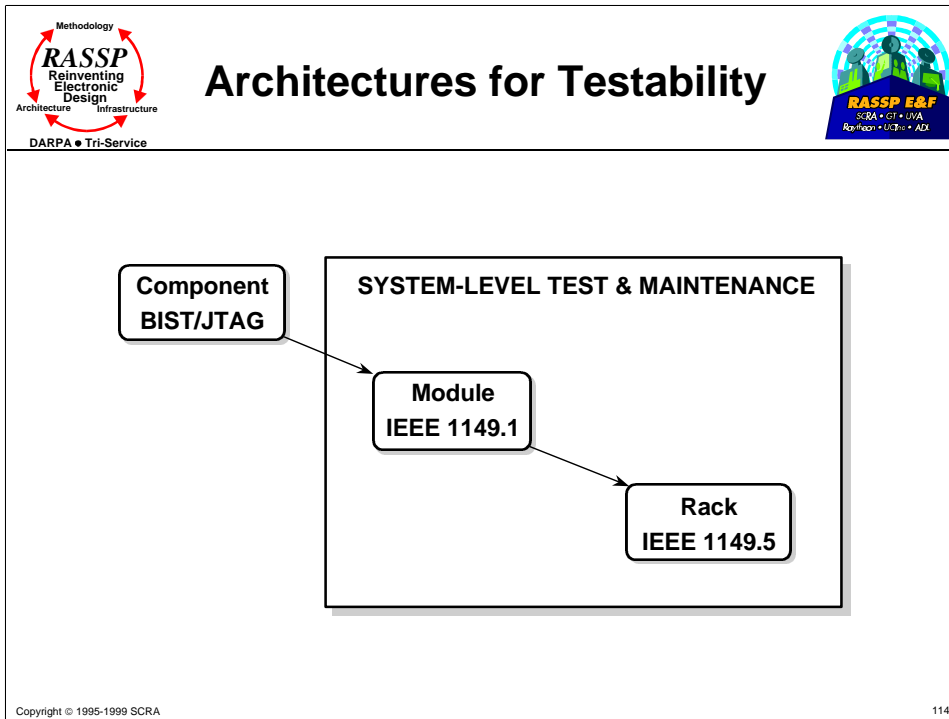 Methodology
RASSP
Reinventing
Electronic
Design
Architecture Infrastructure
DARPA • Tri-Service
Architectures for Testability
RASSP E&F
SCRA • GT • UVA
Raytheon • UCinc • ADL
Component
BIST/JTAG
SYSTEM-LEVEL TEST & MAINTENANCE
Module
IEEE 1149.1
Rack
IEEE 1149.5
Copyright © 1995-1999 SCRA
114